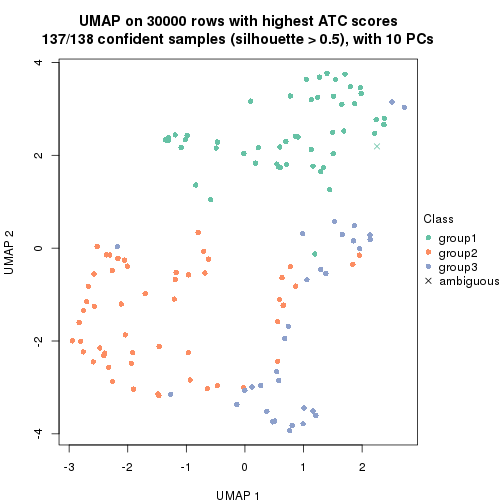 UMAP on 30000 rows with highest ATC scores
137/138 confident samples (silhouette > 0.5), with 10 PCs
4
2
0
-2
-4
UMAP 2
-3
-2
-1
0
1
2
UMAP 1
Class
group1
group2
group3
ambiguous